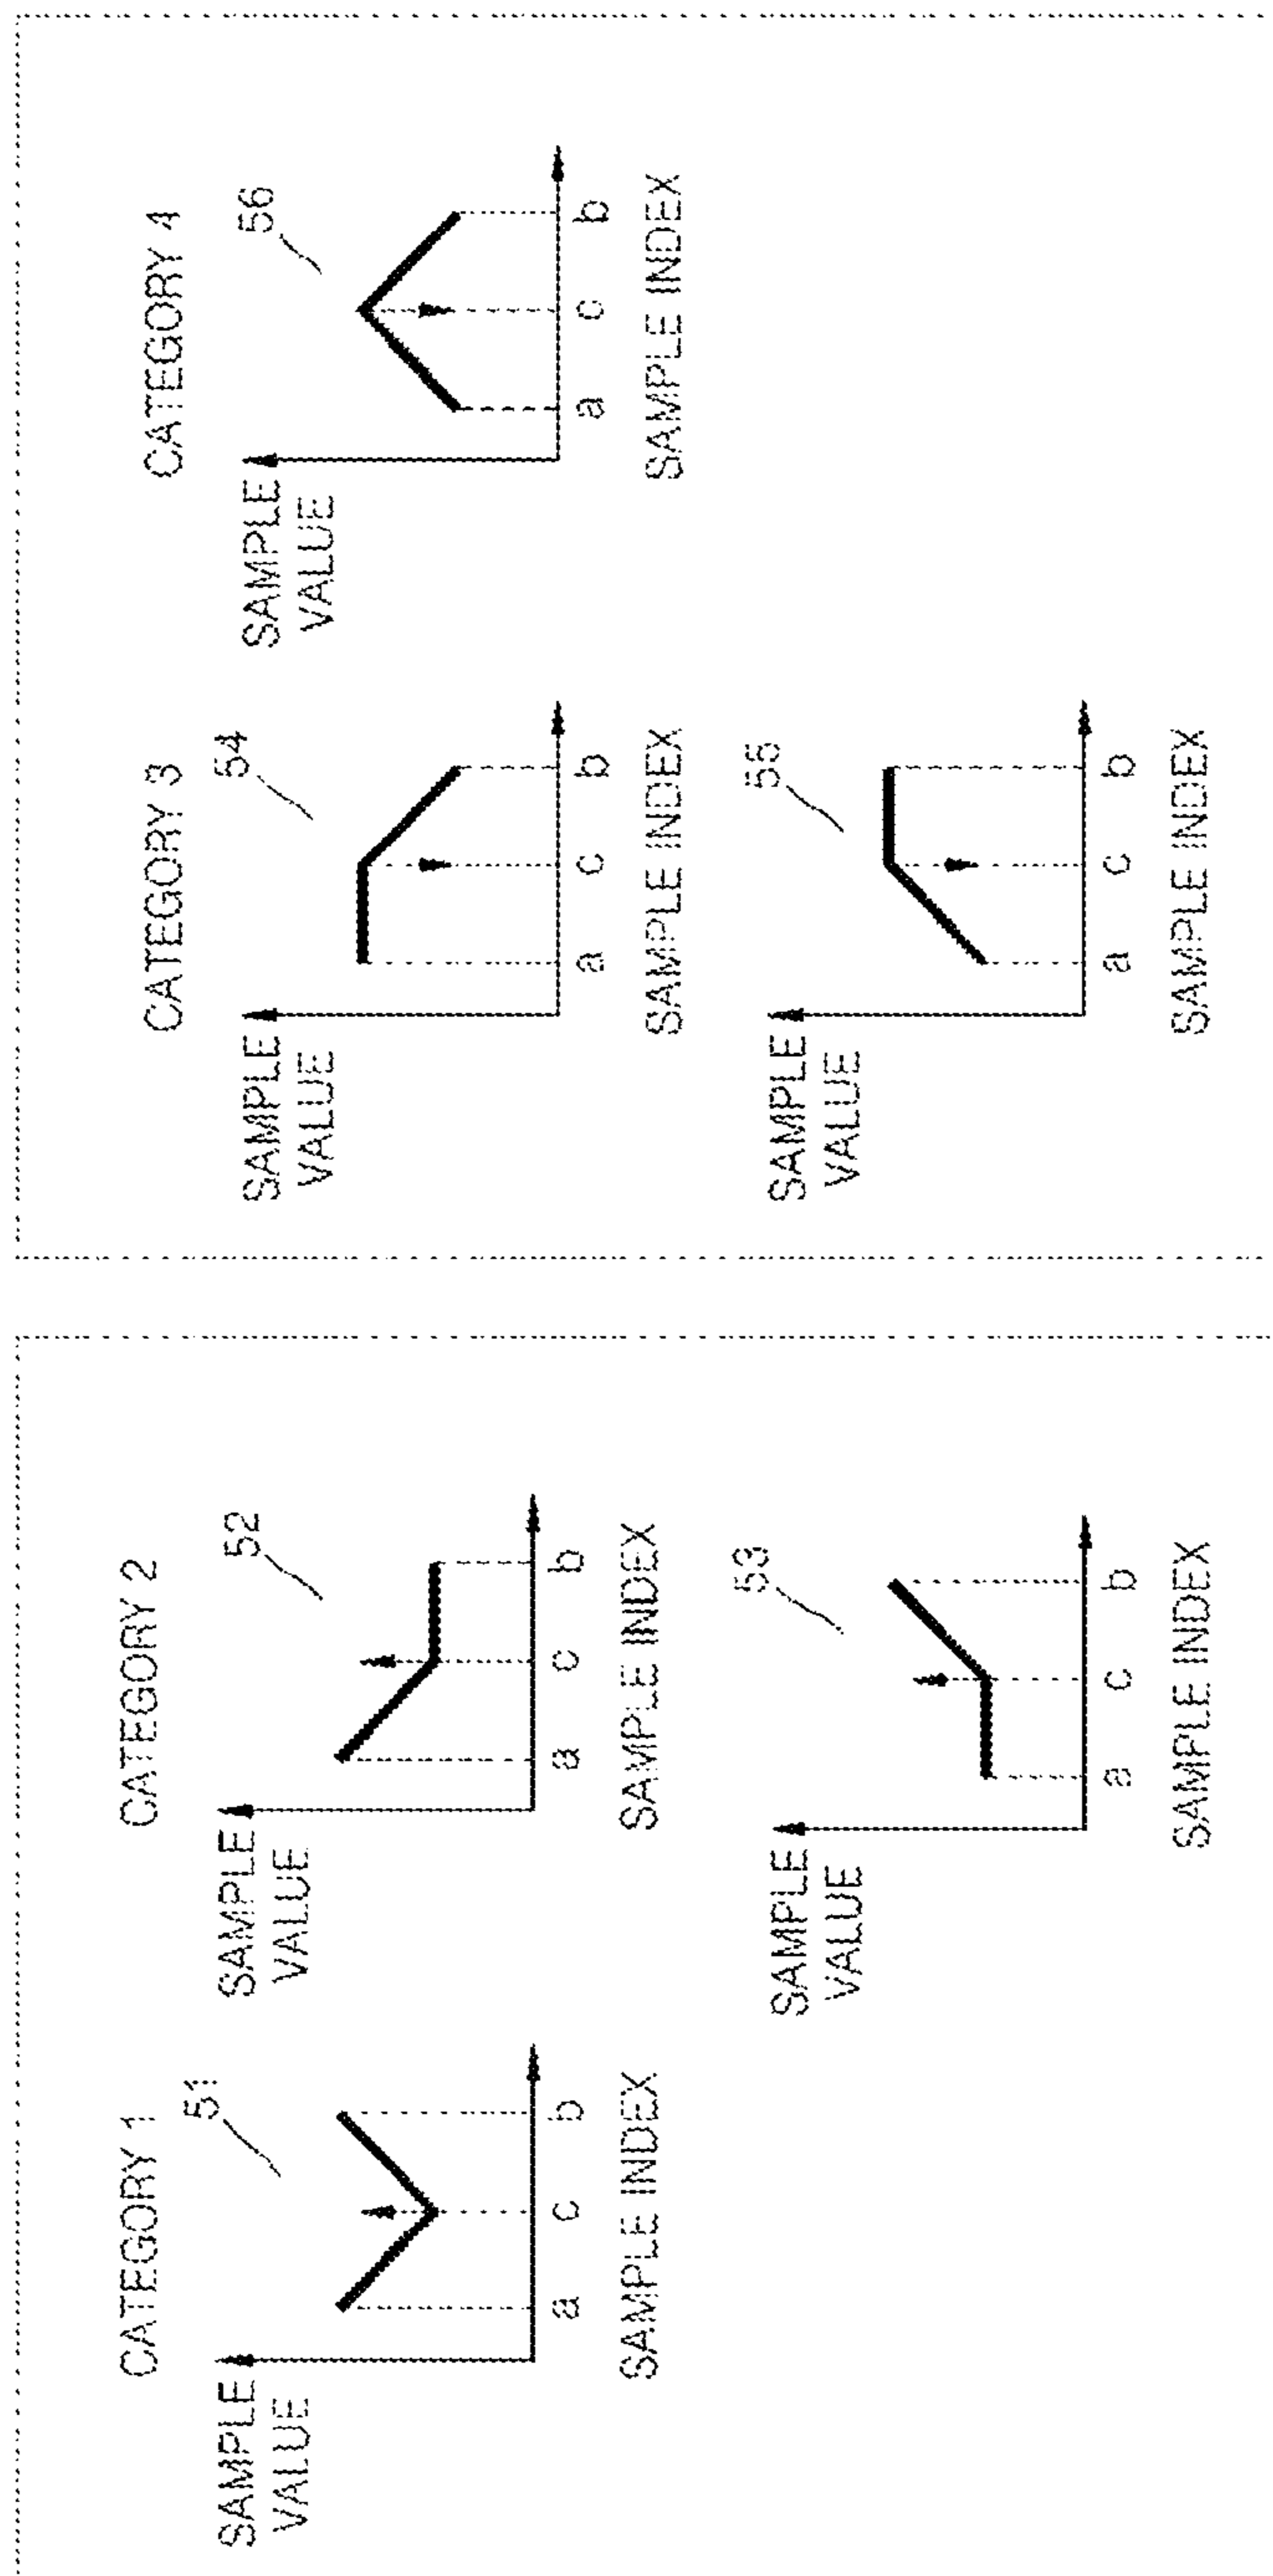 CATEGORY 1
51
SAMPLE
VALUE
a
c
b
SAMPLE INDEX
CATEGORY 2
52
SAMPLE
VALUE
a
c
b
SAMPLE INDEX
53
SAMPLE
VALUE
a
c
b
SAMPLE INDEX
CATEGORY 3
54
SAMPLE
VALUE
a
c
b
SAMPLE INDEX
55
SAMPLE
VALUE
a
c
b
SAMPLE INDEX
CATEGORY 4
56
SAMPLE
VALUE
a
c
b
SAMPLE INDEX